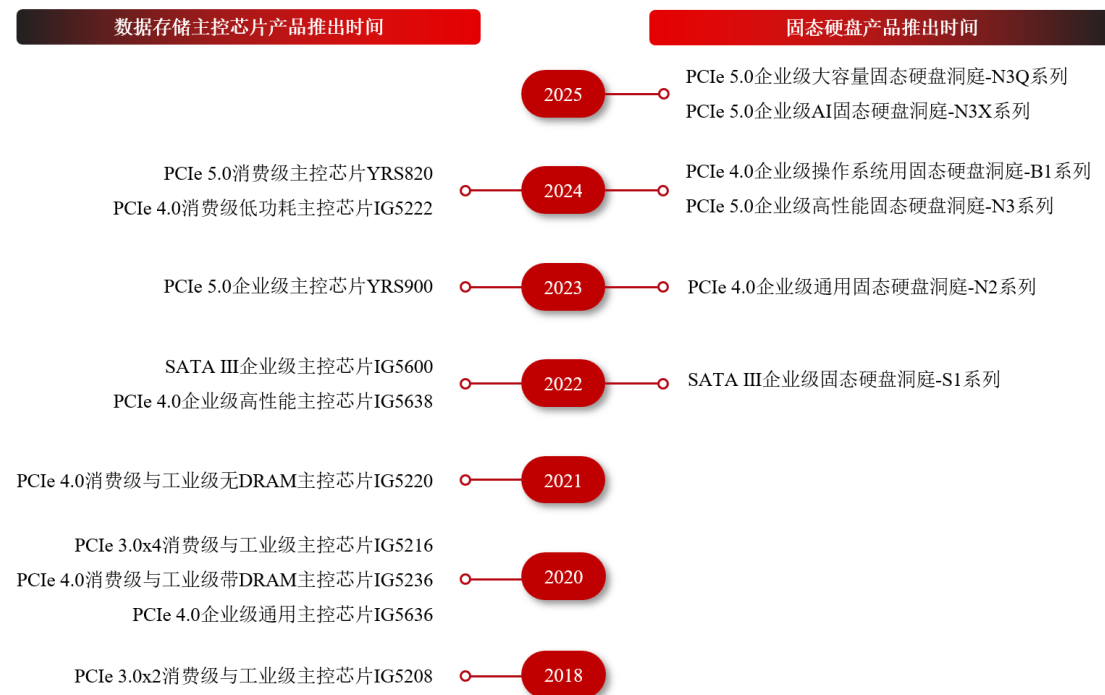 数据存储主控芯片产品推出时间
固态硬盘产品推出时间
2025
PCIe 5.0企业级大容量固态硬盘洞庭-N3Q系列
PCIe 5.0企业级AI固态硬盘洞庭-N3X系列
PCIe 5.0消费级主控芯片YRS820
PCIe 4.0消费级低功耗主控芯片IG5222
2024
PCIe 4.0企业级操作系统用固态硬盘洞庭-B1系列
PCIe 5.0企业级高性能固态硬盘洞庭-N3系列
PCIe 5.0企业级主控芯片YRS900
2023
PCIe 4.0企业级通用固态硬盘洞庭-N2系列
SATA III企业级主控芯片IG5600
PCIe 4.0企业级高性能主控芯片IG5638
2022
SATA III企业级固态硬盘洞庭-S1系列
PCIe 4.0消费级与工业级无DRAM主控芯片IG5220
2021
PCIe 3.0x4消费级与工业级主控芯片IG5216
PCIe 4.0消费级与工业级带DRAM主控芯片IG5236
PCIe 4.0企业级通用主控芯片IG5636
2020
PCIe 3.0x2消费级与工业级主控芯片IG5208
2018